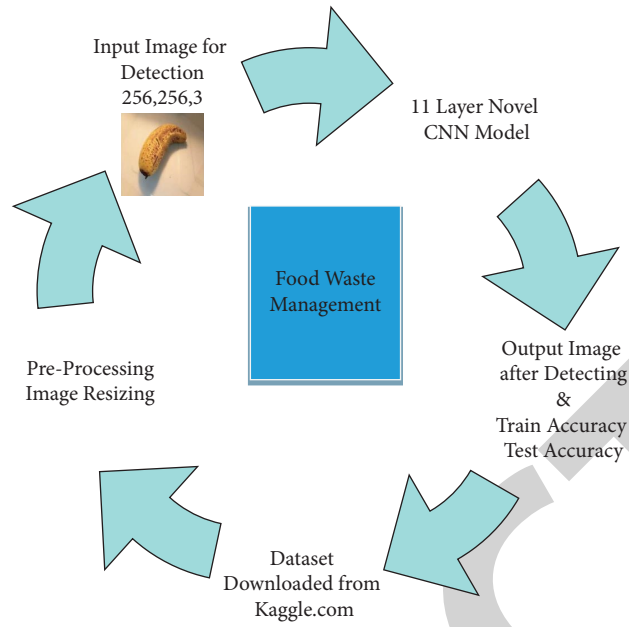 Input Image for
Detection
256,256,3
11 Layer Novel
CNN Model
Food Waste
Management
Output Image
after Detecting
&
Train Accuracy
Test Accuracy
Pre-Processing
Image Resizing
Dataset
Downloaded from
Kaggle.com